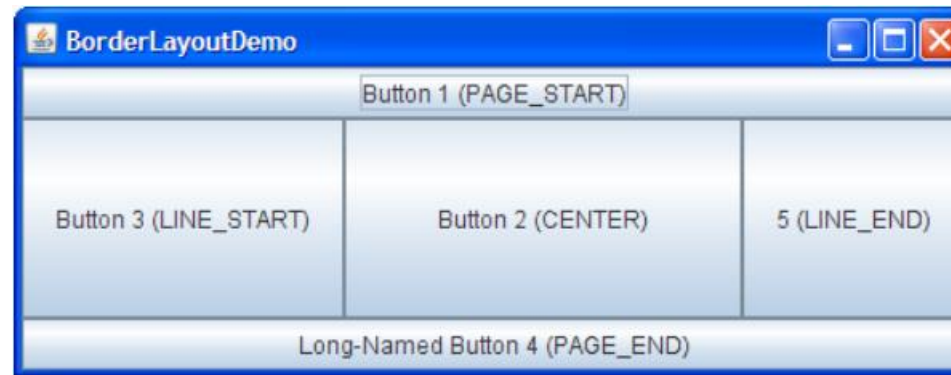 BorderLayoutDemo
Button 1 (PAGE_START)
Button 3 (LINE_START)
Button 2 (CENTER)
5 (LINE_END)
Long-Named Button 4 (PAGE_END)